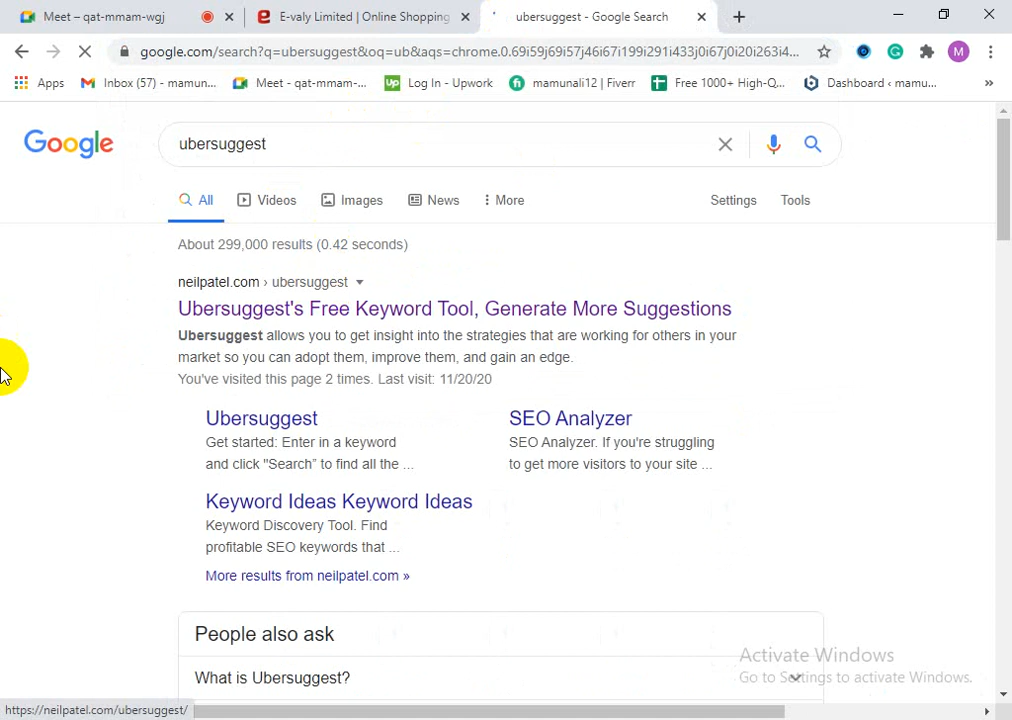 Meet – qat-mmam-wgj
E-valy Limited | Online Shopping
ubersuggest - Google Search
google.com/search?q=ubersuggest&oq=ub&aqs=chrome.0.69i59j69i57j46i67i199i291i433j0i67j0i20i263i4...
M
Apps
Inbox (57) - mamun...
Meet - qat-mmam-...
Log In - Upwork
mamunali12 | Fiverr
Free 1000+ High-Q...
Dashboard ‹ mamu...
»
Google
ubersuggest
All
Videos
Images
News
More
Settings
Tools
About 299,000 results (0.42 seconds)
neilpatel.com › ubersuggest
Ubersuggest's Free Keyword Tool, Generate More Suggestions
Ubersuggest allows you to get insight into the strategies that are working for others in your
market so you can adopt them, improve them, and gain an edge.
You've visited this page 2 times. Last visit: 11/20/20
Ubersuggest
Get started: Enter in a keyword
and click "Search" to find all the ...
SEO Analyzer
SEO Analyzer. If you're struggling
to get more visitors to your site ...
Keyword Ideas Keyword Ideas
Keyword Discovery Tool. Find
profitable SEO keywords that ...
More results from neilpatel.com »
People also ask
What is Ubersuggest?
Activate Windows
Go to Settings to activate Windows.
https://neilpatel.com/ubersuggest/